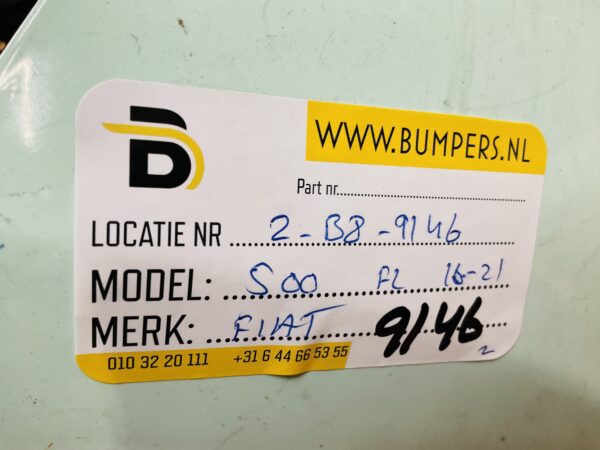 B
WWW.BUMPERS.NL
Part nr.
LOCATIE NR 2-B8-9146
MODEL: 500 FL 16-21
MERK: FIAT 9146
2
010 32 20 111 +31 6 44 66 53 55